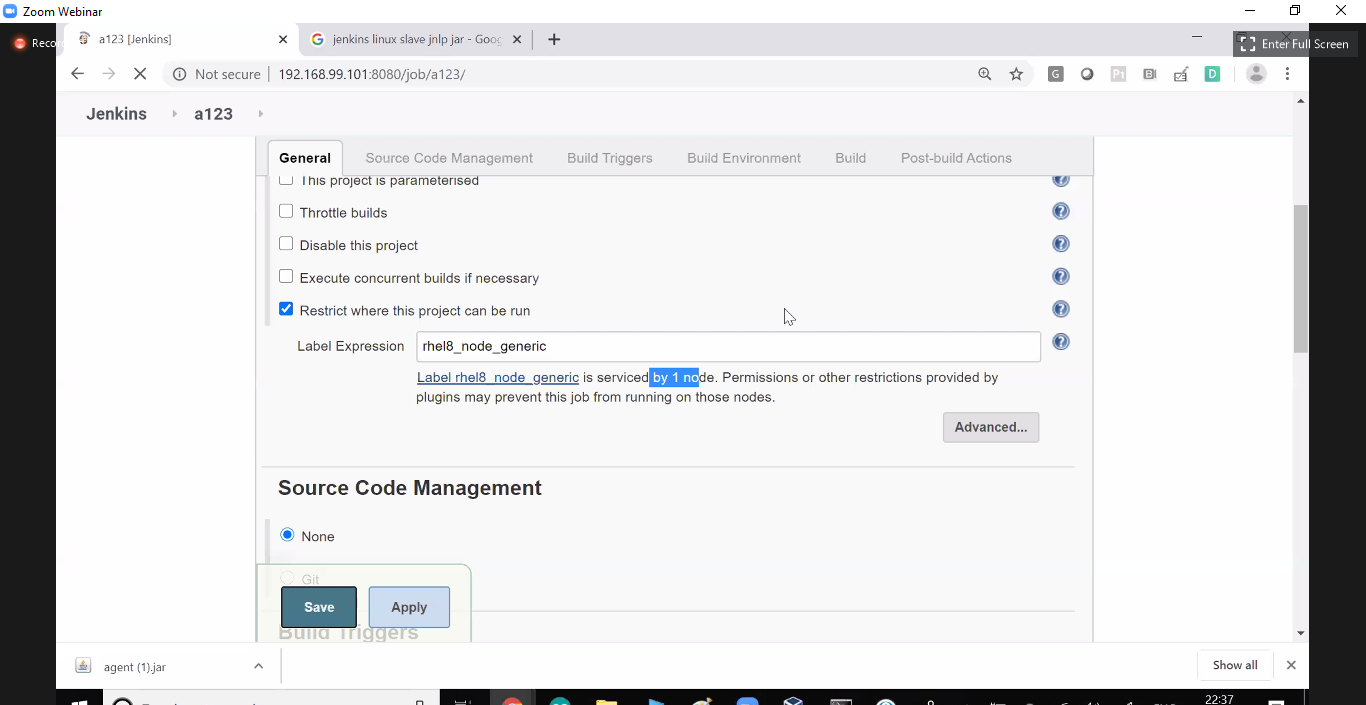 Zoom Webinar
Recor
a123 [Jenkins]
jenkins linux slave jnlp jar - Goog
Enter Full Screen
Not secure | 192.168.99.101:8080/job/a123/
Jenkins
a123
General
Source Code Management
Build Triggers
Build Environment
Build
Post-build Actions
This project is parameterised
Throttle builds
Disable this project
Execute concurrent builds if necessary
Restrict where this project can be run
Label Expression
rhel8_node_generic
Label rhel8_node_generic is serviced by 1 node. Permissions or other restrictions provided by
plugins may prevent this job from running on those nodes.
Advanced...
Source Code Management
None
Git
Save
Apply
Build Triggers
agent (1).jar
Show all
22:37